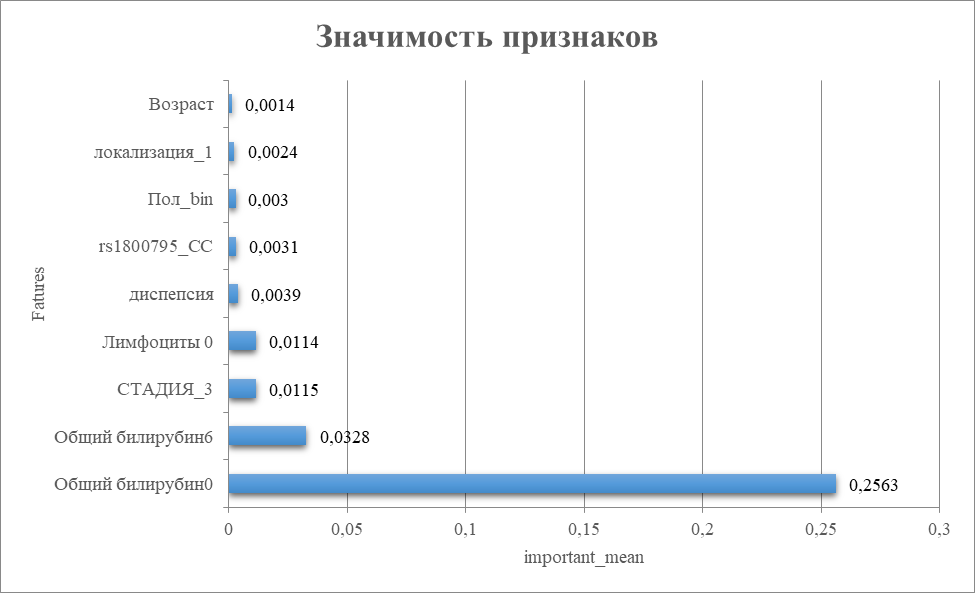 Значимость признаков
Возраст 0,0014
локализация_1 0,0024
Пол_bin 0,003
rs1800795_CC 0,0031
диспепсия 0,0039
Лимфоциты 0 0,0114
СТАДИЯ_3 0,0115
Общий билирубин6 0,0328
Общий билирубин0 0,2563
Fatures
0 0,05 0,1 0,15 0,2 0,25 0,3
important_mean